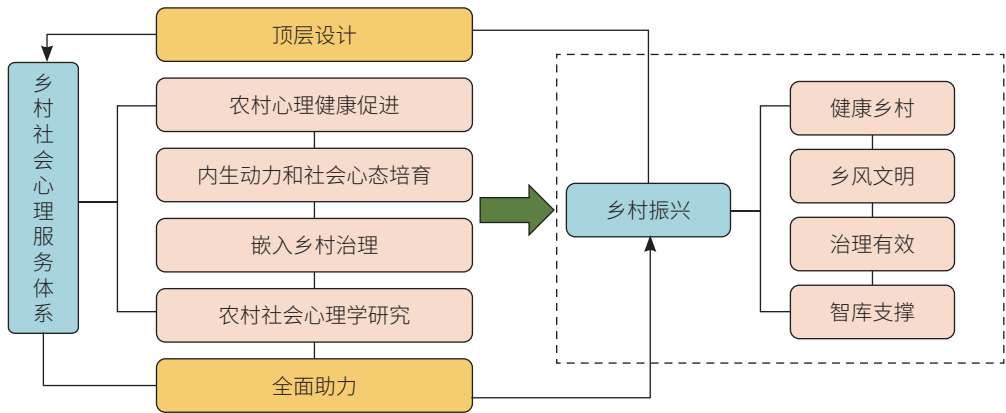 顶层设计
乡村社会心理服务体系
农村心理健康促进
内生动力和社会心态培育
嵌入乡村治理
农村社会心理学研究
全面助力
乡村振兴
健康乡村
乡风文明
治理有效
智库支撑